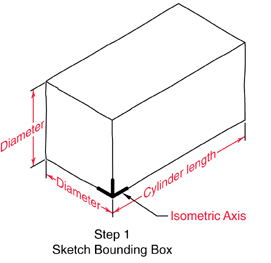 Diameter
Diameter
Cylinder length
Isometric Axis
Step 1
Sketch Bounding Box